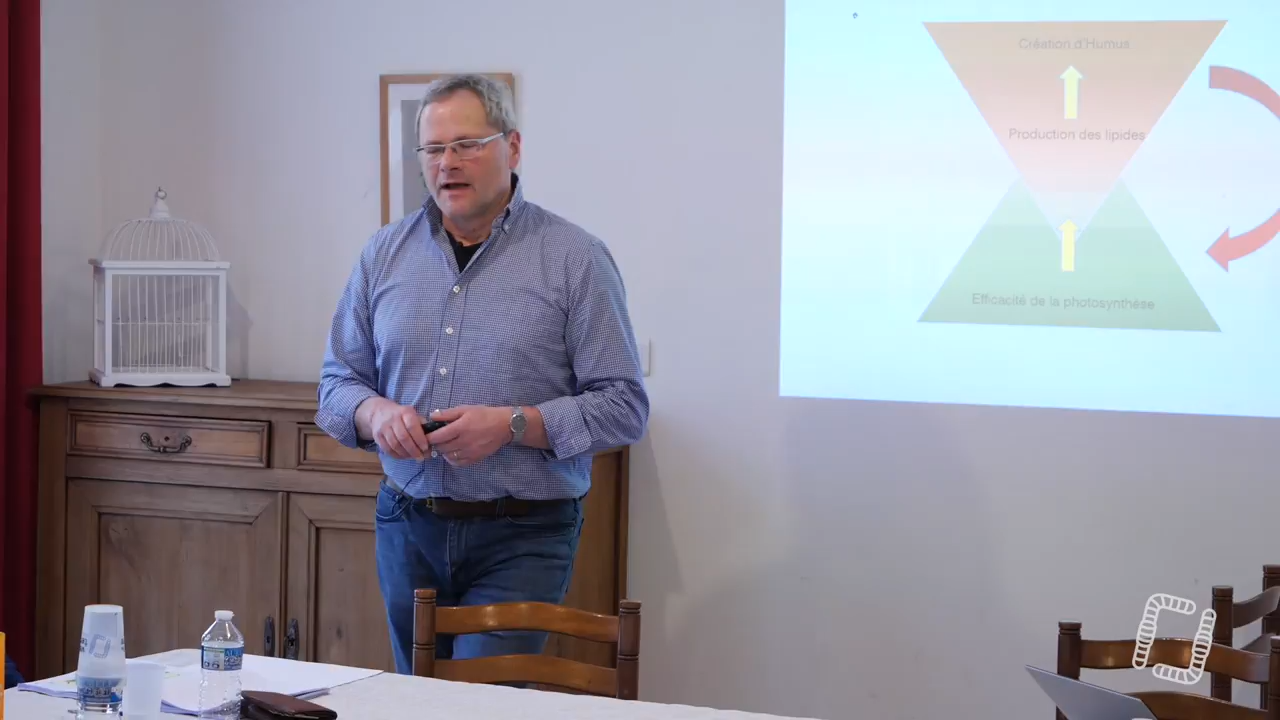 Création d'Humus
Production des lipides
Efficacité de la photosynthèse